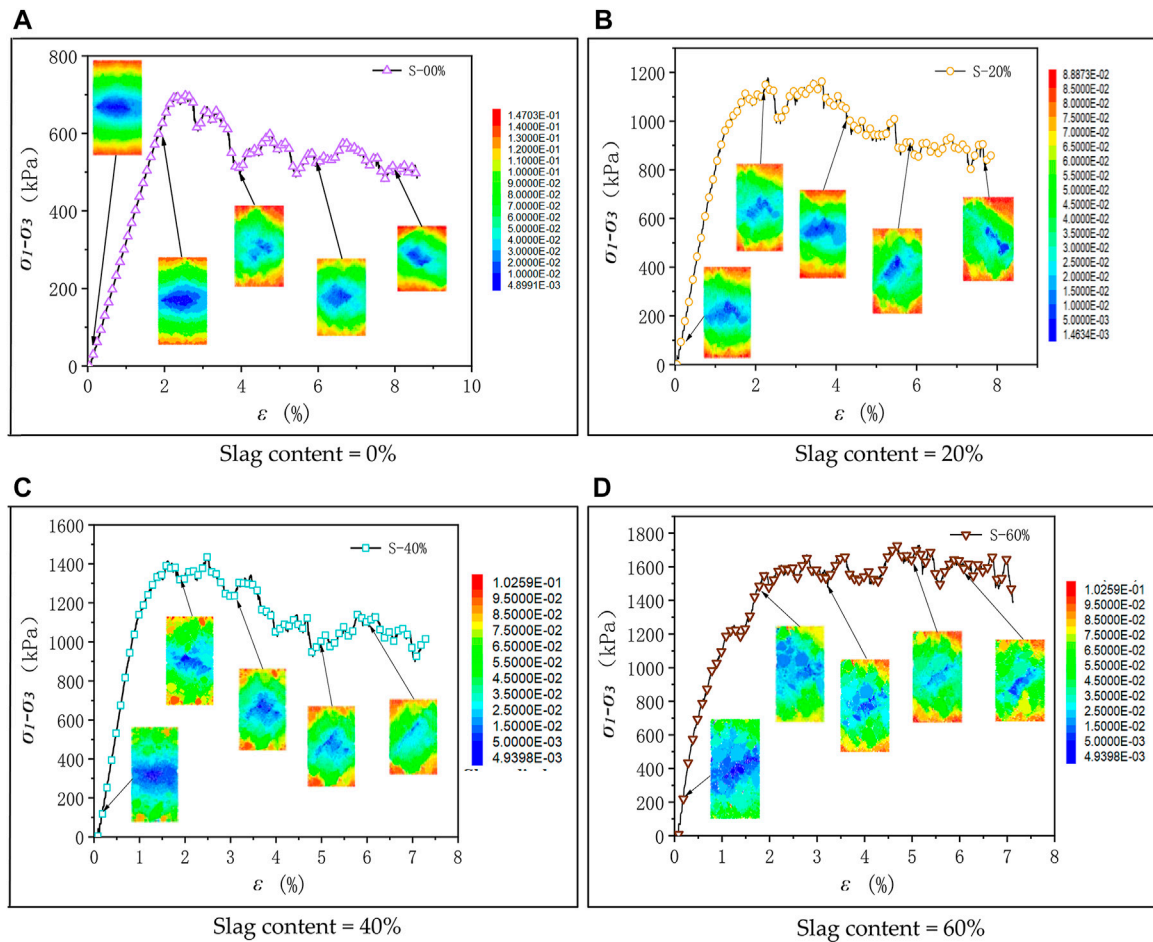 A
σ1-σ3 (kPa)
800
600
400
200
0
0 2 4 6 8 10
ε (%)
S-00%
1.4703E-01
1.4000E-01
1.3000E-01
1.2000E-01
1.1000E-01
1.0000E-01
9.0000E-02
8.0000E-02
7.0000E-02
6.0000E-02
5.0000E-02
4.0000E-02
3.0000E-02
2.0000E-02
1.0000E-02
4.8991E-03
Slag content = 0%
B
σ1-σ3 (kPa)
1200
1000
800
600
400
200
0
0 2 4 6 8
ε (%)
S-20%
8.8873E-02
8.5000E-02
8.0000E-02
7.5000E-02
7.0000E-02
6.5000E-02
6.0000E-02
5.5000E-02
5.0000E-02
4.5000E-02
4.0000E-02
3.5000E-02
3.0000E-02
2.5000E-02
2.0000E-02
1.5000E-02
1.0000E-02
5.0000E-03
1.4634E-03
Slag content = 20%
C
σ1-σ3 (kPa)
1600
1400
1200
1000
800
600
400
200
0
0 1 2 3 4 5 6 7 8
ε (%)
S-40%
1.0259E-01
9.5000E-02
8.5000E-02
7.5000E-02
6.5000E-02
5.5000E-02
4.5000E-02
3.5000E-02
2.5000E-02
1.5000E-02
5.0000E-03
4.9398E-04
Slag content = 40%
D
σ1-σ3 (kPa)
1800
1600
1400
1200
1000
800
600
400
200
0
0 1 2 3 4 5 6 7 8
ε (%)
S-60%
1.0259E-01
9.5000E-02
8.5000E-02
7.5000E-02
6.5000E-02
5.5000E-02
4.5000E-02
3.5000E-02
2.5000E-02
1.5000E-02
5.0000E-03
4.9398E-04
Slag content = 60%